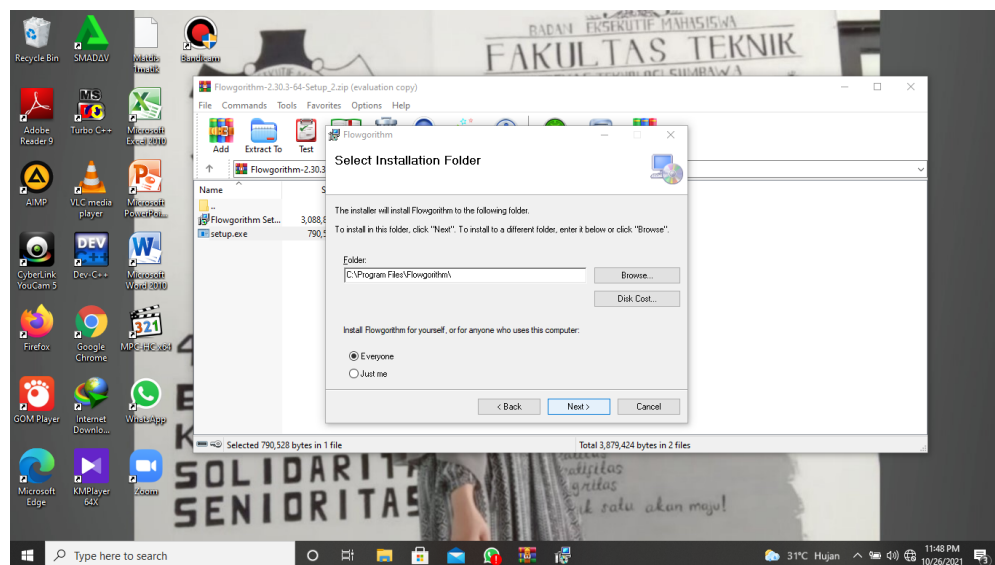 BADAN EKSEKUTIF MAHASISWA
FAKULTAS TEKNIK
Recycle Bin
SMADΔV
Matdis
1matik
Bandicam
Adobe
Reader 9
Turbo C++
Microsoft
Excel 2010
AIMP
VLC media
player
Microsoft
PowerPoi...
CyberLink
YouCam 5
Dev-C++
Microsoft
Word 2010
Firefox
Google
Chrome
MPC-HC x64
GOM Player
Internet
Downlo...
WhatsApp
Microsoft
Edge
KMPlayer
64X
Zoom
Flowgorithm-2.30.3-64-Setup_2.zip (evaluation copy)
File Commands Tools Favorites Options Help
Add Extract To Test
Flowgorithm-2.30.3
Name
..
Flowgorithm Set... 3,088,8
setup.exe 790,5
Selected 790,528 bytes in 1 file
Total 3,879,424 bytes in 2 files
Flowgorithm
Select Installation Folder
The installer will install Flowgorithm to the following folder.
To install in this folder, click "Next". To install to a different folder, enter it below or click "Browse".
Folder:
C:\Program Files\Flowgorithm\
Browse...
Disk Cost...
Install Flowgorithm for yourself, or for anyone who uses this computer:
Everyone
Just me
< Back
Next >
Cancel
SOLIDARIT
SENIORITAS
satu akan maju!
Type here to search
31°C Hujan
11:48 PM
10/26/2021
3